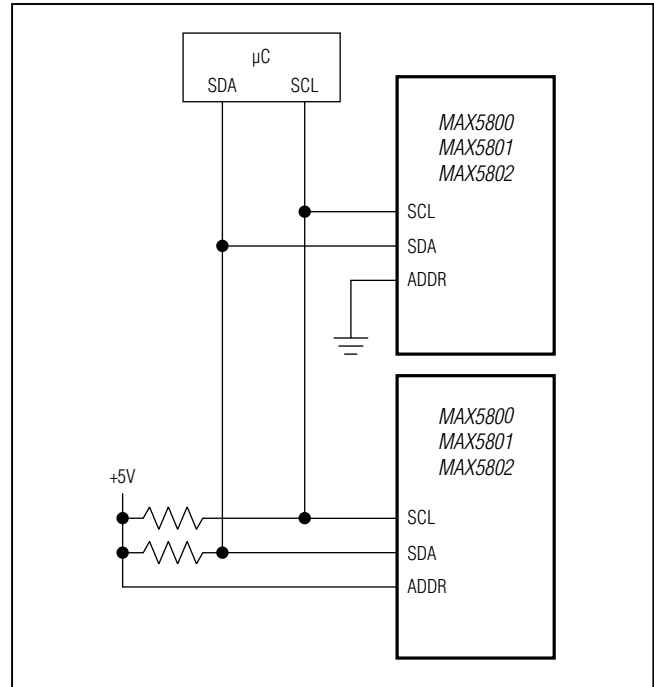 µC
SDA SCL
MAX5800
MAX5801
MAX5802
SCL
SDA
ADDR
MAX5800
MAX5801
MAX5802
+5V
SCL
SDA
ADDR